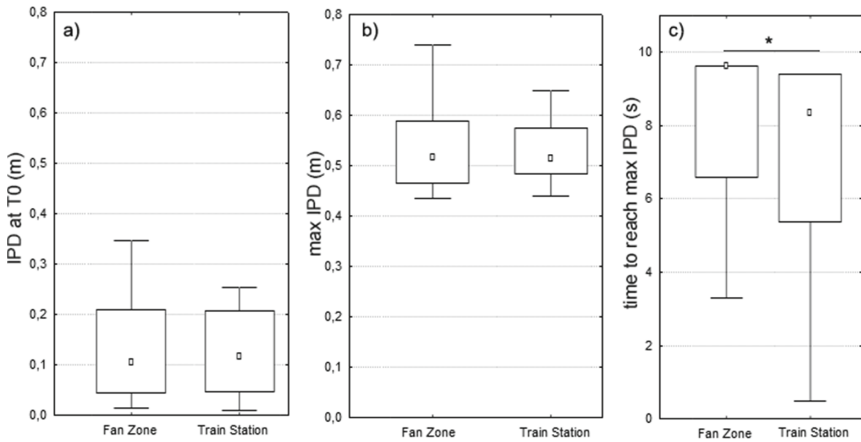 a)
IPD at T0 (m)
0,8
0,7
0,6
0,5
0,4
0,3
0,2
0,1
0,0
Fan Zone Train Station
b)
max IPD (m)
0,8
0,7
0,6
0,5
0,4
0,3
0,2
0,1
0,0
Fan Zone Train Station
c)
*
time to reach max IPD (s)
10
8
6
4
2
0
Fan Zone Train Station